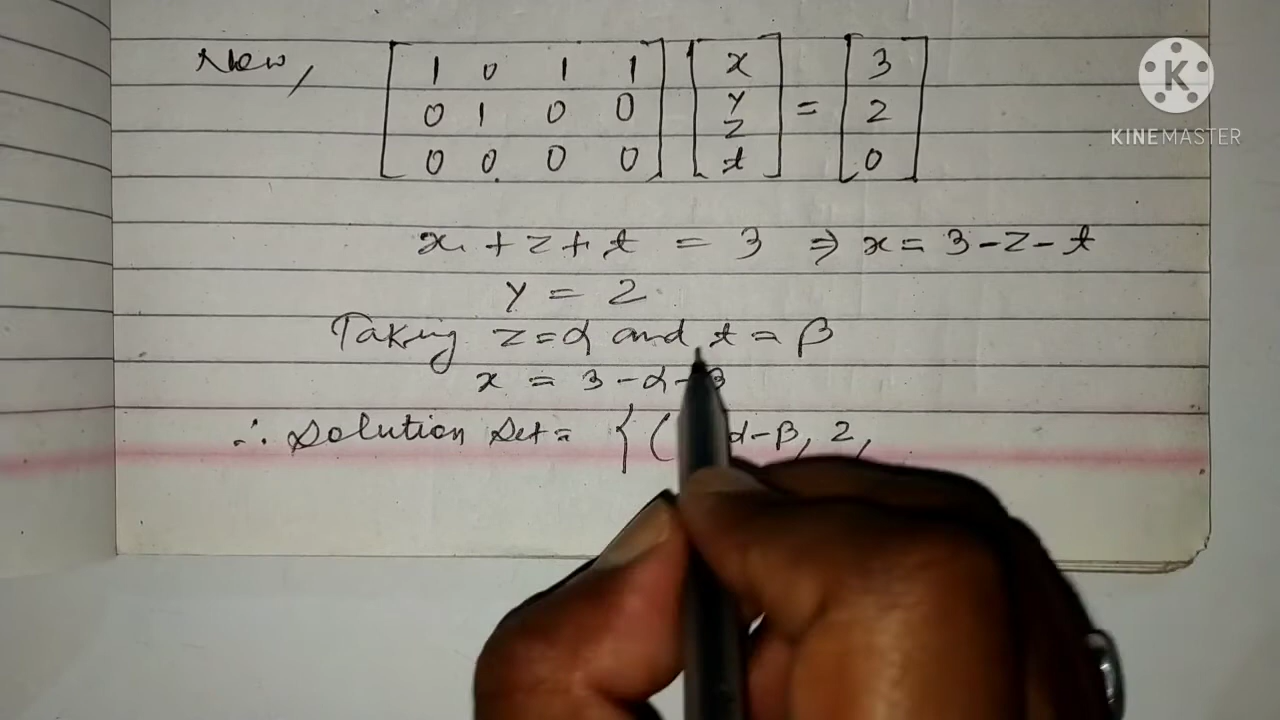 Now, [1 0 1 1] [x] [3]
[0 1 0 0] [y z] = [2]
[0 0 0 0] [t] [0]
x + z + t = 3 ⇒ x = 3 - z - t
y = 2
Taking z = α and t = β
x = 3 - α - β
∴ Solution Set = { ( α - β, 2,
K
KINEMASTER